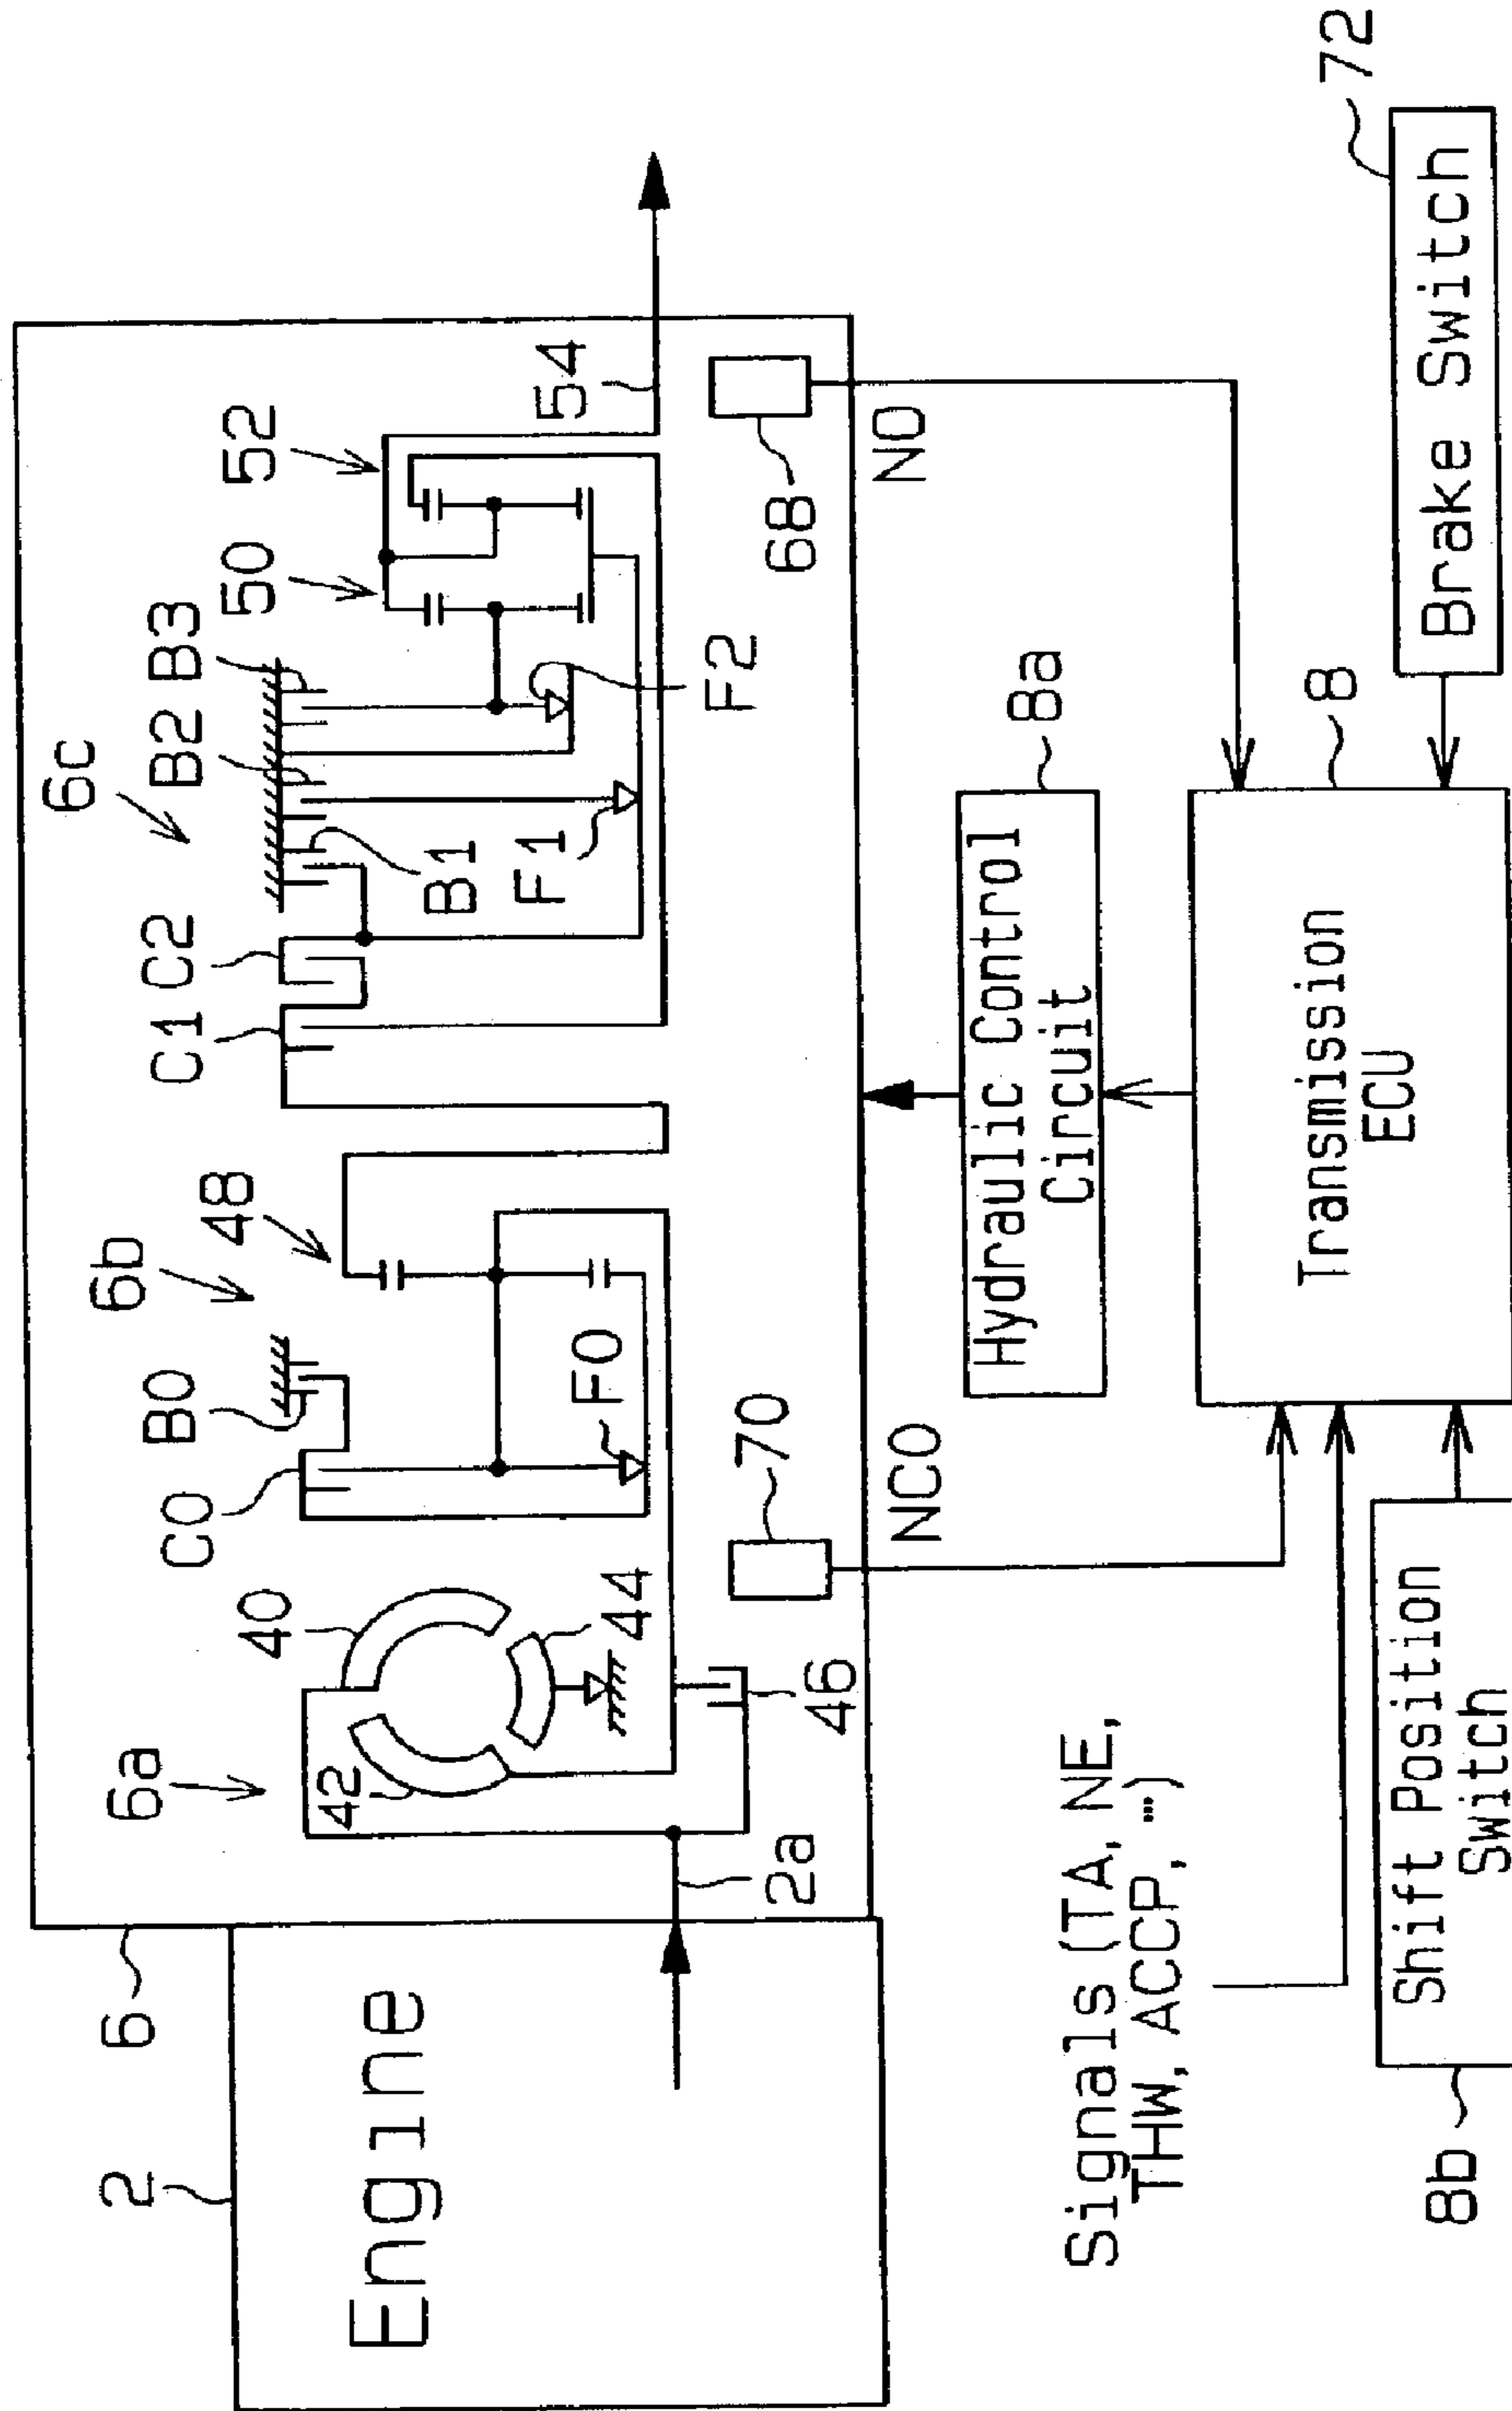 2
6
6a
40
C0
B0
6b
48
C1
C2
6c
B2
B3
50
52
Engine
42
44
F0
B1
F1
F2
54
2a
46
70
68
NC0
NO
Signals (TA, NE,
THW, ACCP, …)
Hydraulic Control
Circuit
8a
Transmission
ECU
8
72
Shift Position
Switch
8b
Brake Switch